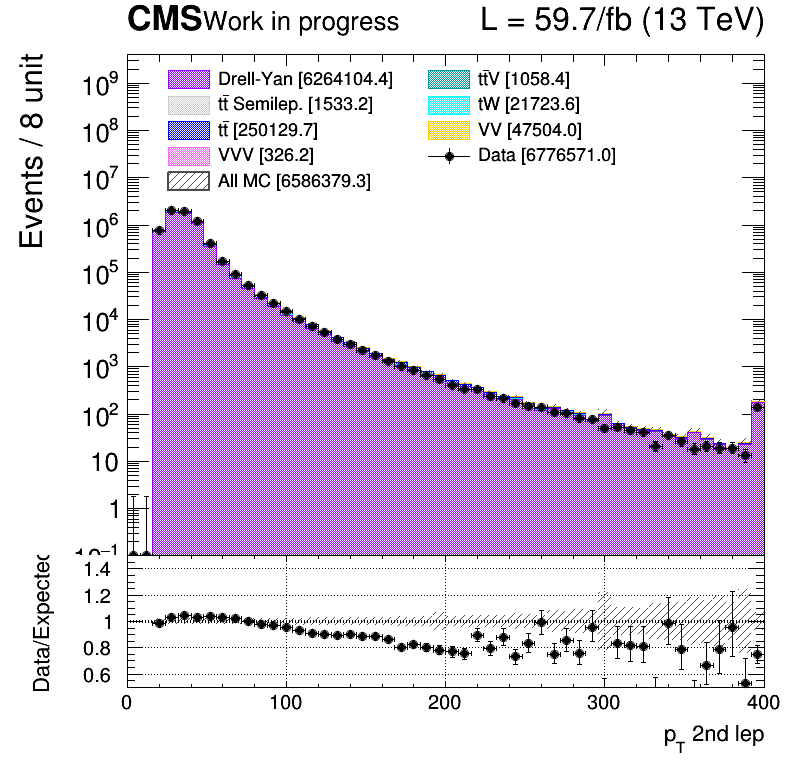 CMS Work in progress L = 59.7/fb (13 TeV)
Events / 8 unit
Drell-Yan [6264104.4]
tt̄ Semilep. [1533.2]
tt̄ [250129.7]
VVV [326.2]
All MC [6586379.3]
tt̄V [1058.4]
tW [21723.6]
VV [47504.0]
Data [6776571.0]
10⁹
10⁸
10⁷
10⁶
10⁵
10⁴
10³
10²
10
1
10⁻¹
Data/Expected
1.4
1.2
1
0.8
0.6
0 100 200 300 400
p_T 2nd lep